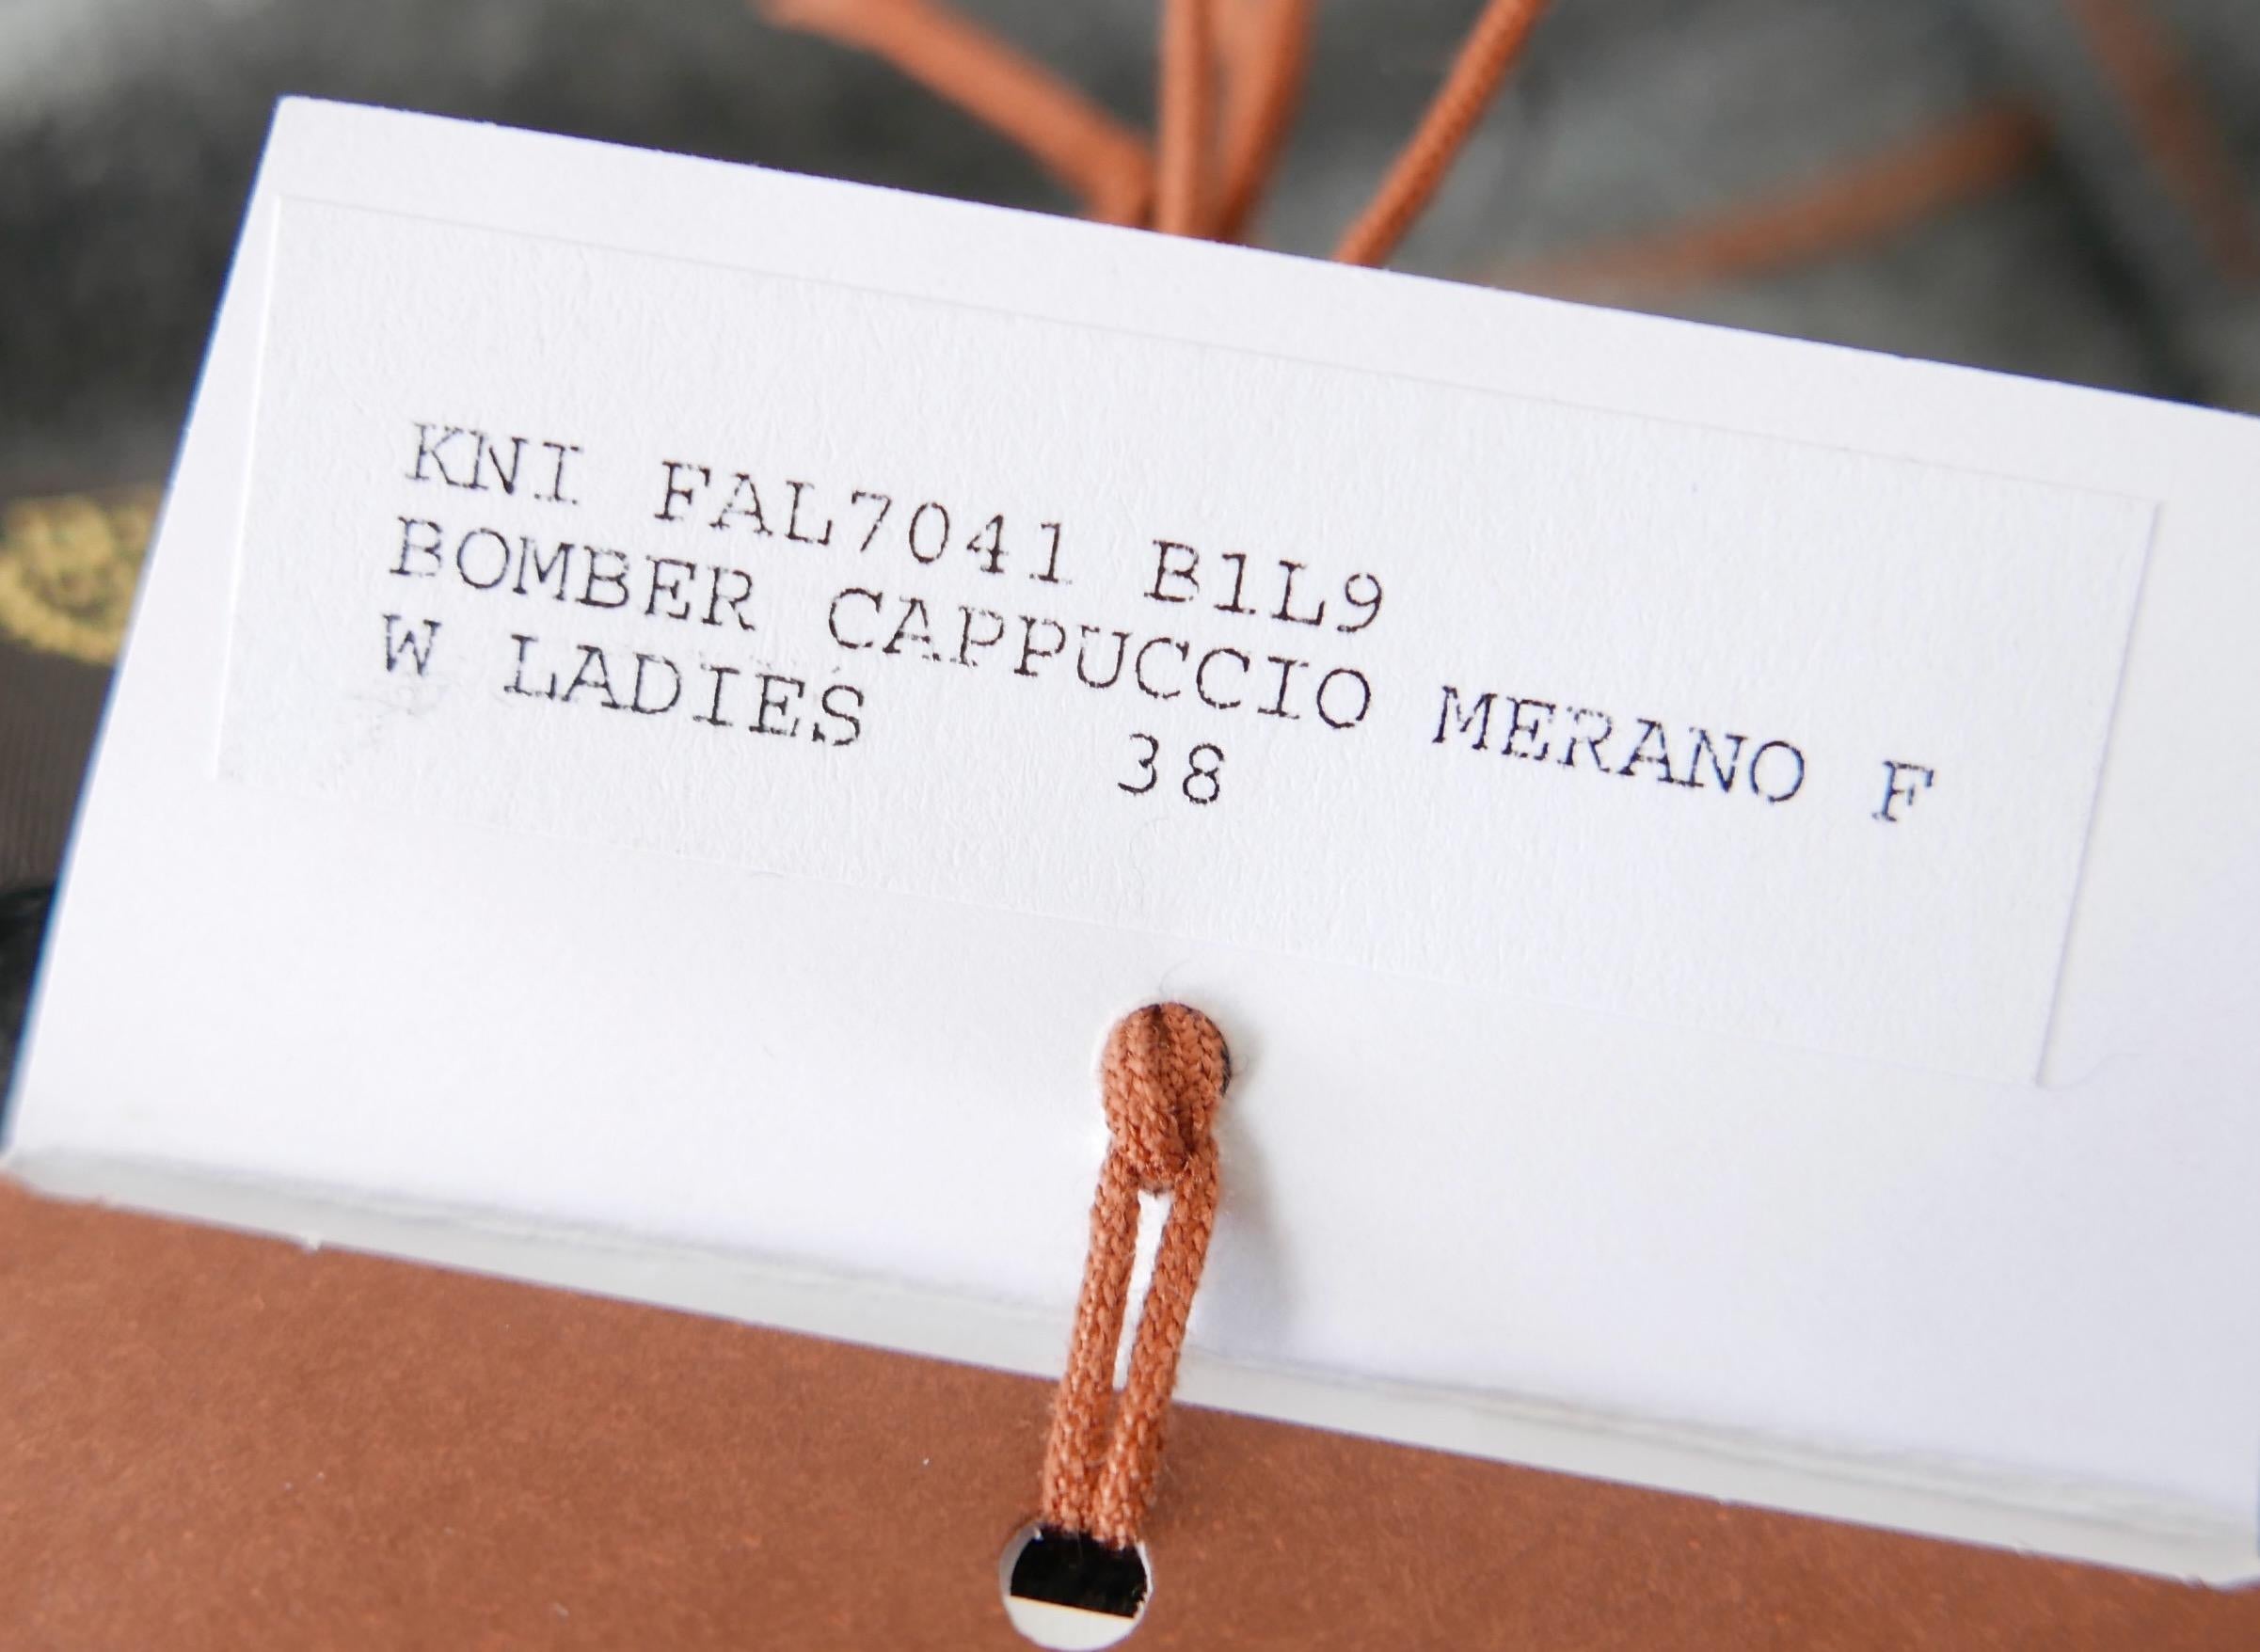 KNI FAL7041 B1L9
BOMBER CAPPUCCIO MERANO F
W LADIES 38